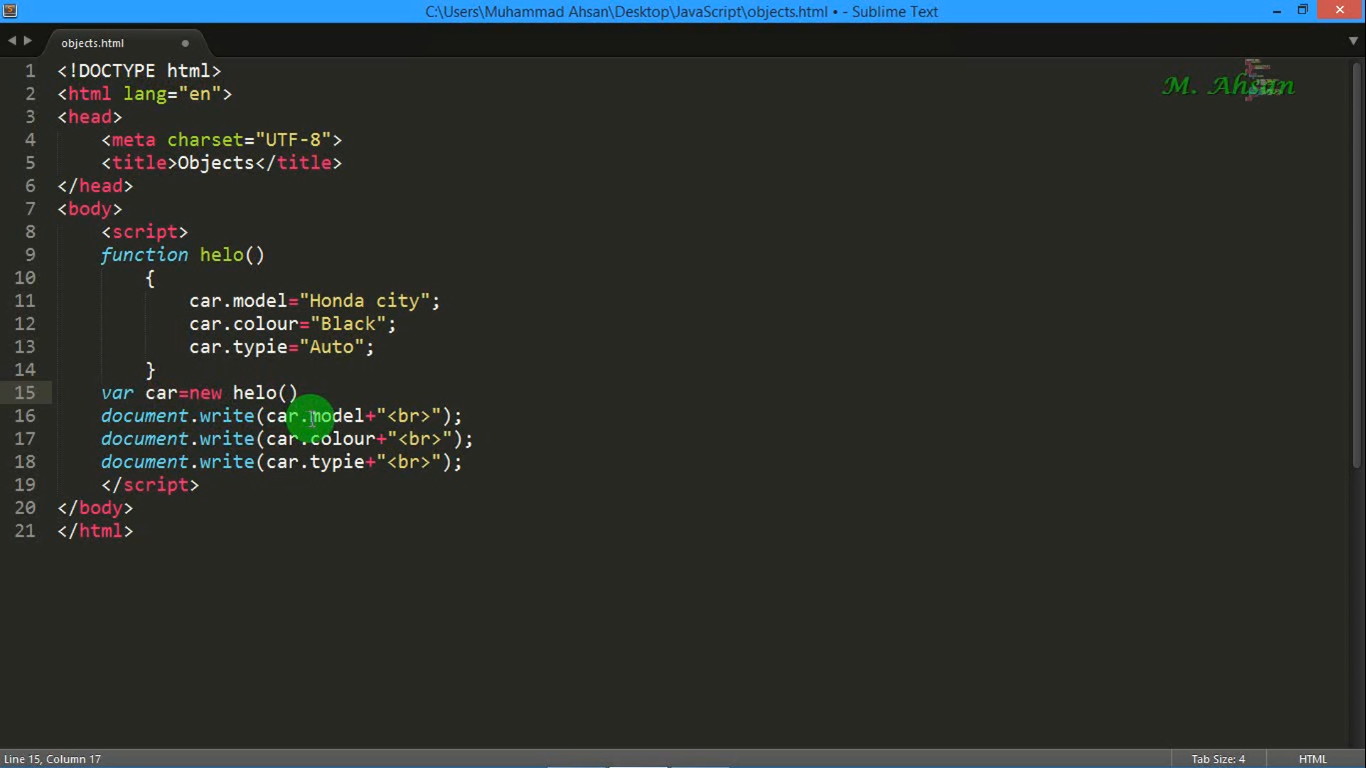 C:\Users\Muhammad Ahsan\Desktop\JavaScript\objects.html • - Sublime Text
objects.html
M. Ahsan
1 <!DOCTYPE html>
2 <html lang="en">
3 <head>
4 <meta charset="UTF-8">
5 <title>Objects</title>
6 </head>
7 <body>
8 <script>
9 function helo()
10 {
11 car.model="Honda city";
12 car.colour="Black";
13 car.typie="Auto";
14 }
15 var car=new helo()
16 document.write(car.model+"<br>");
17 document.write(car.colour+"<br>");
18 document.write(car.typie+"<br>");
19 </script>
20 </body>
21 </html>
Line 15, Column 17
Tab Size: 4
HTML